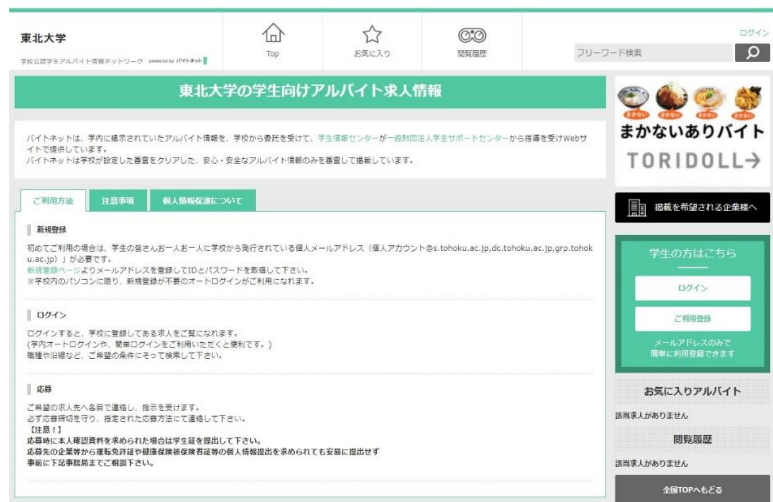 東北大学
学校公認学生アルバイト情報ネットワーク powered by バイトネット
Top
お気に入り
閲覧履歴
ログイン
フリーワード検索
東北大学の学生向けアルバイト求人情報
バイトネットは、学内に掲示されていたアルバイト情報を、学校から委託を受けて、学生情報センターが一般財団法人学生サポートセンターから指導を受けWebサ
イトで提供しています。
バイトネットは学校が設定した審査をクリアした、安心・安全なアルバイト情報のみを審査して掲載しています。
ご利用方法
注意事項
個人情報保護について
新規登録
初めてご利用の場合は、学生の皆さんお一人お一人に学校から発行されている個人メールアドレス（個人アカウント@s.tohoku.ac.jp,dc.tohoku.ac.jp,grp.tohok
u.ac.jp）」が必要です。
新規登録ページよりメールアドレスを登録してIDとパスワードを取得して下さい。
※学校内のパソコンに限り、新規登録が不要のオートログインがご利用になれます。
ログイン
ログインすると、学校に登録してある求人をご覧になれます。
(学内オートログインや、簡単ログインをご利用いただくと便利です。)
職種や沿線など、ご希望の条件にそって検索して下さい。
応募
ご希望の求人先へ各自で連絡し、指示を受けます。
必ず応募締切を守り、指定された応募方法にて連絡して下さい。
【注意！】
応募時に本人確認資料を求められた場合は学生証を提出して下さい。
応募先の企業等から運転免許証や健康保険被保険者証等の個人情報提出を求められても安易に提出せず
事前に下記事務局までご相談下さい。
まかない
まかない
まかない
まかない
まかないありバイト
TORIDOLL→
掲載を希望される企業様へ
学生の方はこちら
ログイン
ご利用登録
メールアドレスのみで
簡単に利用登録できます
お気に入りアルバイト
該当求人がありません
閲覧履歴
該当求人がありません
全国TOPへもどる